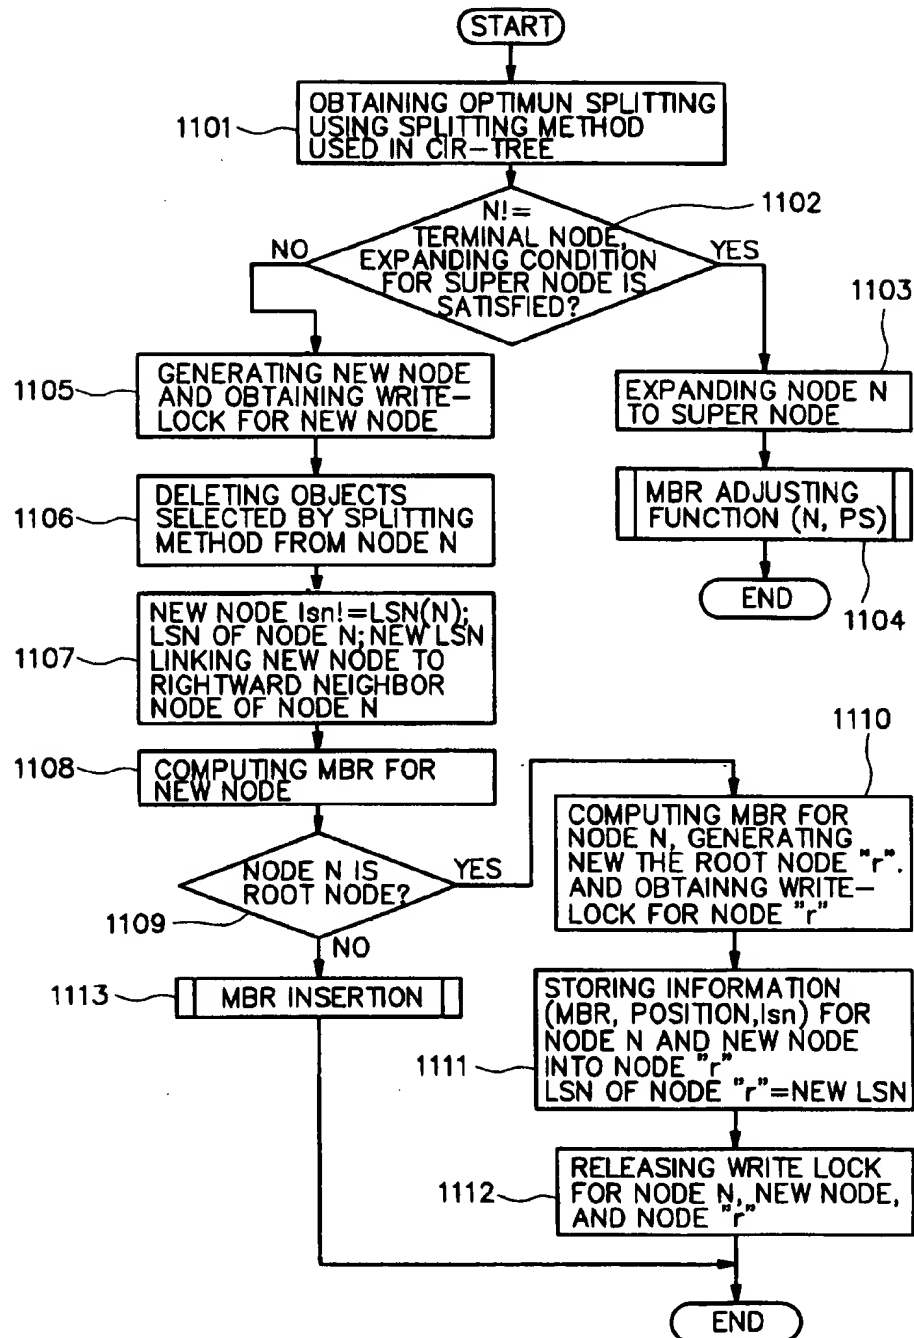 START
1101
OBTAINING OPTIMUN SPLITTING
USING SPLITTING METHOD
USED IN CIR-TREE
1102
N!=
TERMINAL NODE,
EXPANDING CONDITION
FOR SUPER NODE IS
SATISFIED?
NO
YES
1103
EXPANDING NODE N
TO SUPER NODE
MBR ADJUSTING
FUNCTION (N, PS)
1104
END
1105
GENERATING NEW NODE
AND OBTAINING WRITE-
LOCK FOR NEW NODE
1106
DELETING OBJECTS
SELECTED BY SPLITTING
METHOD FROM NODE N
1107
NEW NODE lsn!=LSN(N);
LSN OF NODE N;NEW LSN
LINKING NEW NODE TO
RIGHTWARD NEIGHBOR
NODE OF NODE N
1108
COMPUTING MBR FOR
NEW NODE
NODE N IS
ROOT NODE?
1109
YES
NO
1113
MBR INSERTION
1110
COMPUTING MBR FOR
NODE N, GENERATING
NEW THE ROOT NODE "r".
AND OBTAINNG WRITE-
LOCK FOR NODE "r"
1111
STORING INFORMATION
(MBR, POSITION,lsn) FOR
NODE N AND NEW NODE
INTO NODE "r"
LSN OF NODE "r"=NEW LSN
1112
RELEASING WRITE LOCK
FOR NODE N, NEW NODE,
AND NODE "r"
END